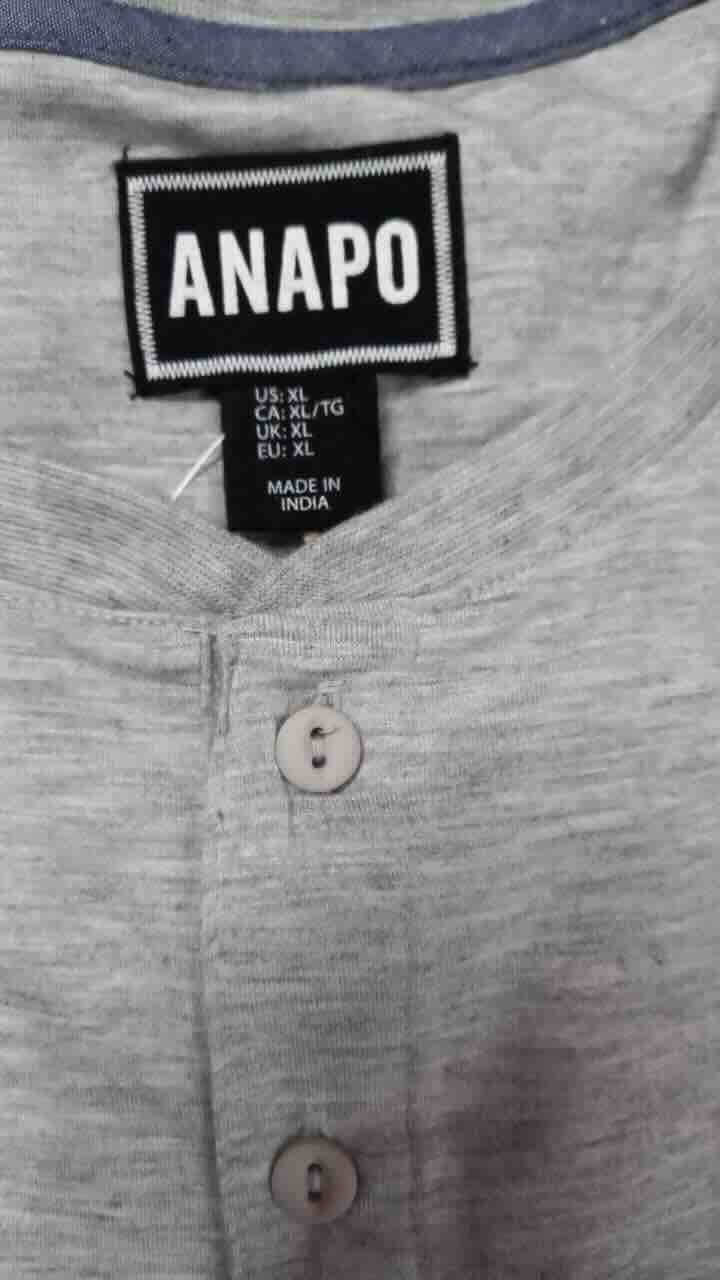 ANAPO
US: XL
CA: XL/TG
UK: XL
EU: XL
MADE IN
INDIA